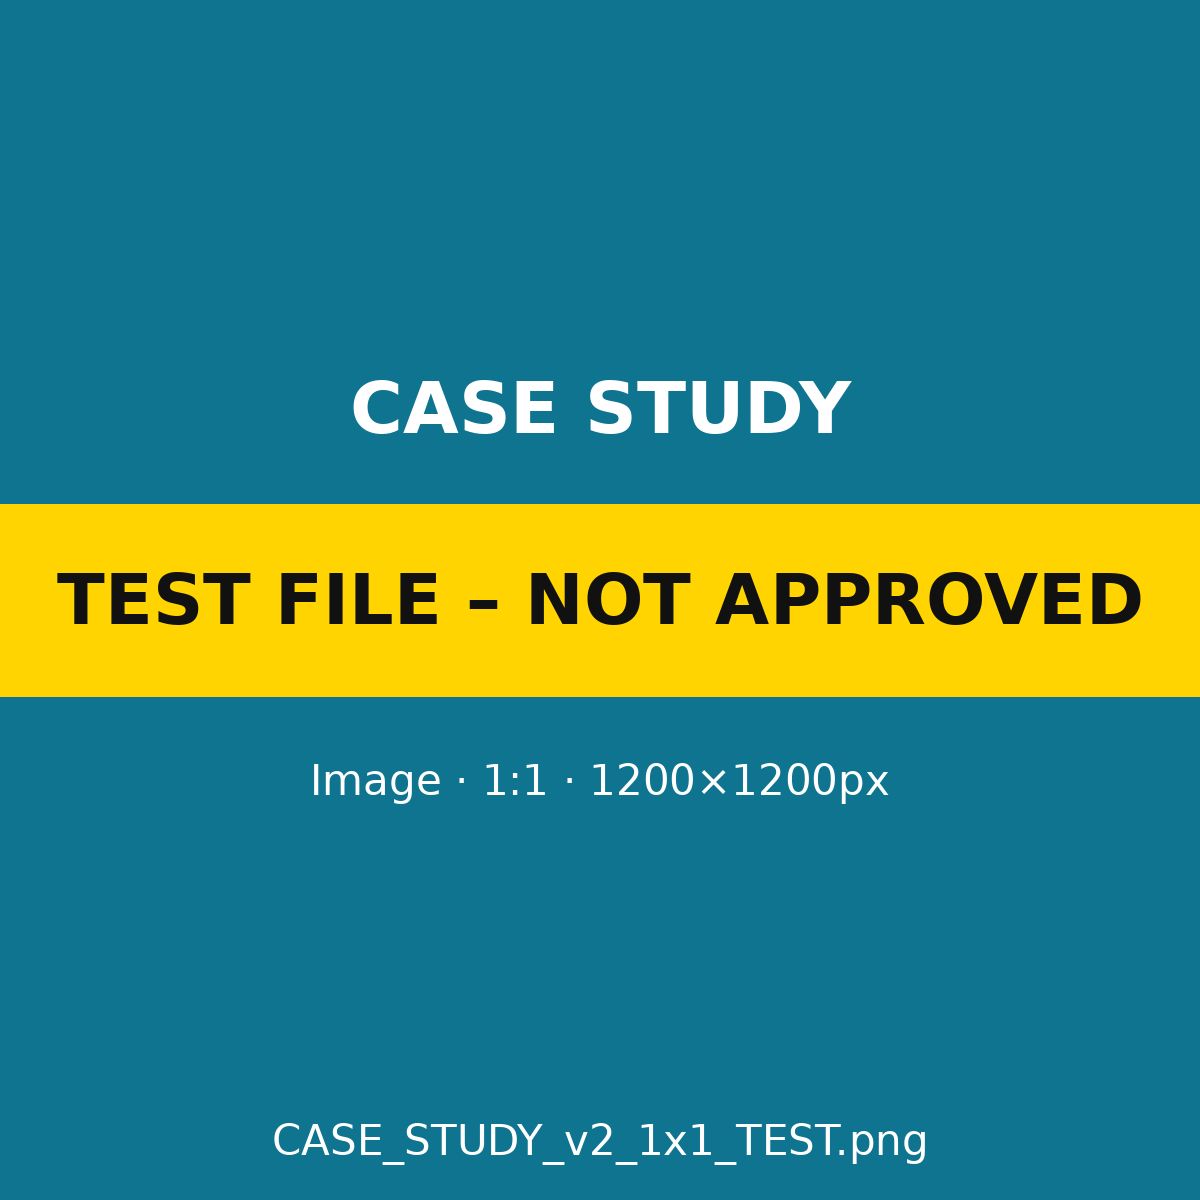 CASE STUDY
TEST FILE – NOT APPROVED
Image · 1:1 · 1200×1200px
CASE_STUDY_v2_1x1_TEST.png